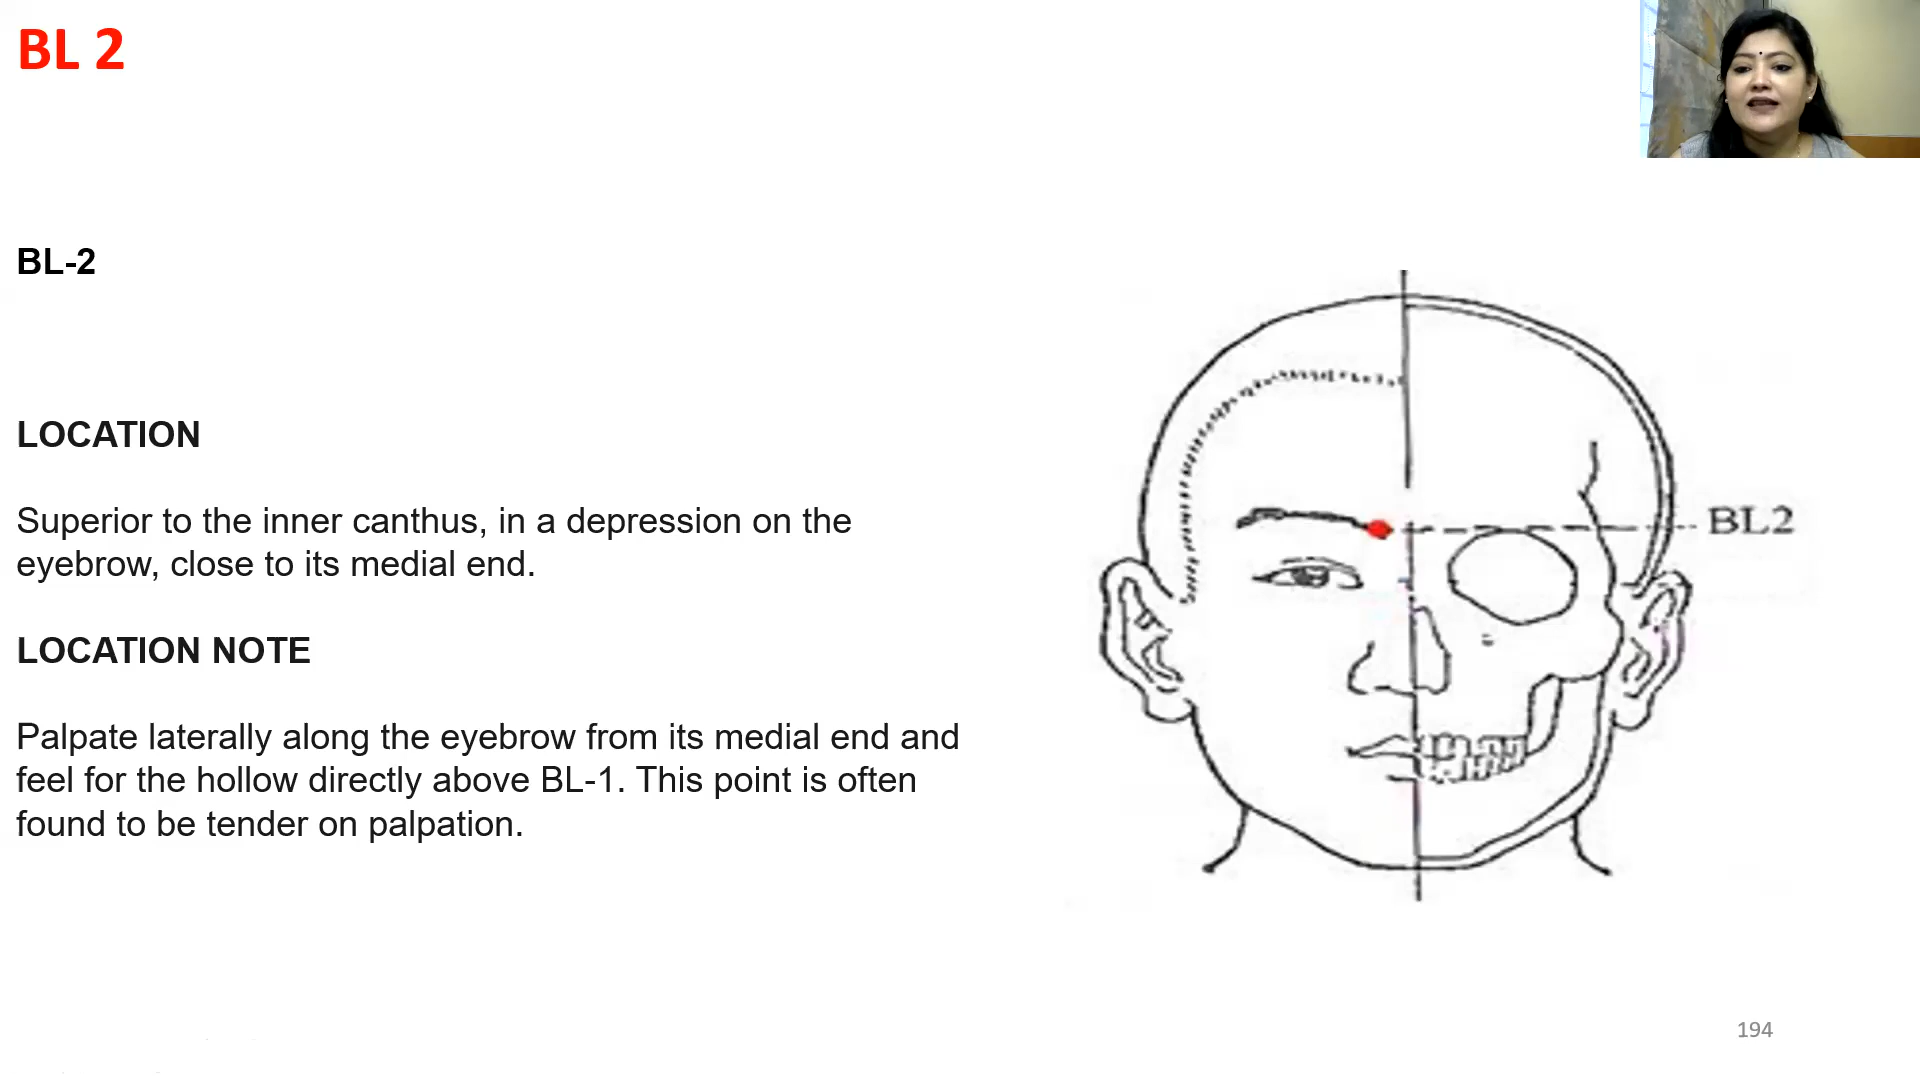 BL 2
BL-2
LOCATION
Superior to the inner canthus, in a depression on the
eyebrow, close to its medial end.
LOCATION NOTE
Palpate laterally along the eyebrow from its medial end and
feel for the hollow directly above BL-1. This point is often
found to be tender on palpation.
BL2
194